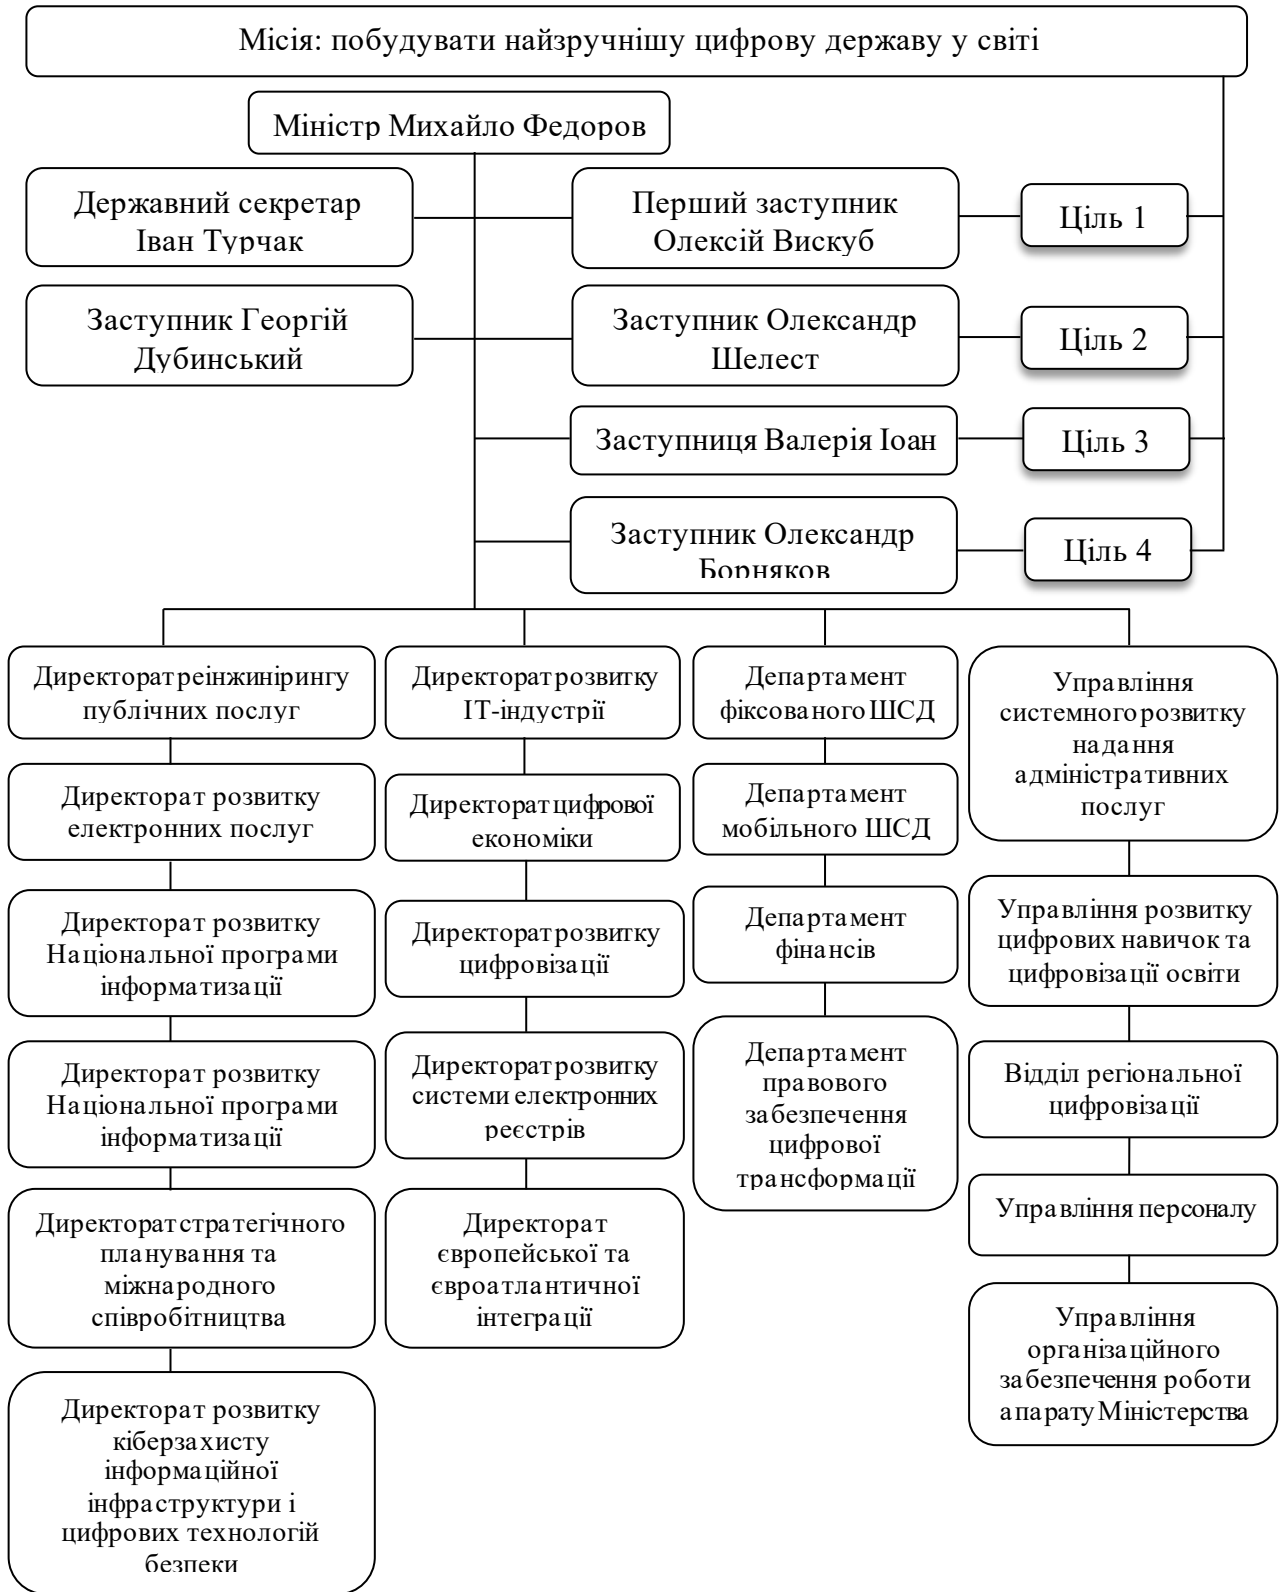 Місія: побудувати найзручнішу цифрову державу у світі
Міністр Михайло Федоров
Державний секретар
Іван Турчак
Перший заступник
Олексій Вискуб
Ціль 1
Заступник Георгій
Дубинський
Заступник Олександр
Шелест
Ціль 2
Заступниця Валерія Іоан
Ціль 3
Заступник Олександр
Борняков
Ціль 4
Директорат реінжинірингу
публічних послуг
Директорат розвитку
електронних послуг
Директорат розвитку
Національної програми
інформатизації
Директорат розвитку
Національної програми
інформатизації
Директорат стратегічного
планування та
міжнародного
співробітництва
Директорат розвитку
кіберзахисту
інформаційної
інфраструктури і
цифрових технологій
безпеки
Директорат розвитку
ІТ-індустрії
Директорат цифрової
економіки
Директорат розвитку
цифровізації
Директорат розвитку
системи електронних
реєстрів
Директорат
європейської та
євроатлантичної
інтеграції
Департамент
фіксованого ШСД
Департамент
мобільного ШСД
Департамент
фінансів
Департамент
правового
забезпечення
цифрової
трансформації
Управління
системного розвитку
надання
адміністративних
послуг
Управління розвитку
цифрових навичок та
цифровізації освіти
Відділ регіональної
цифровізації
Управління персоналу
Управління
організаційного
забезпечення роботи
апарату Міністерства